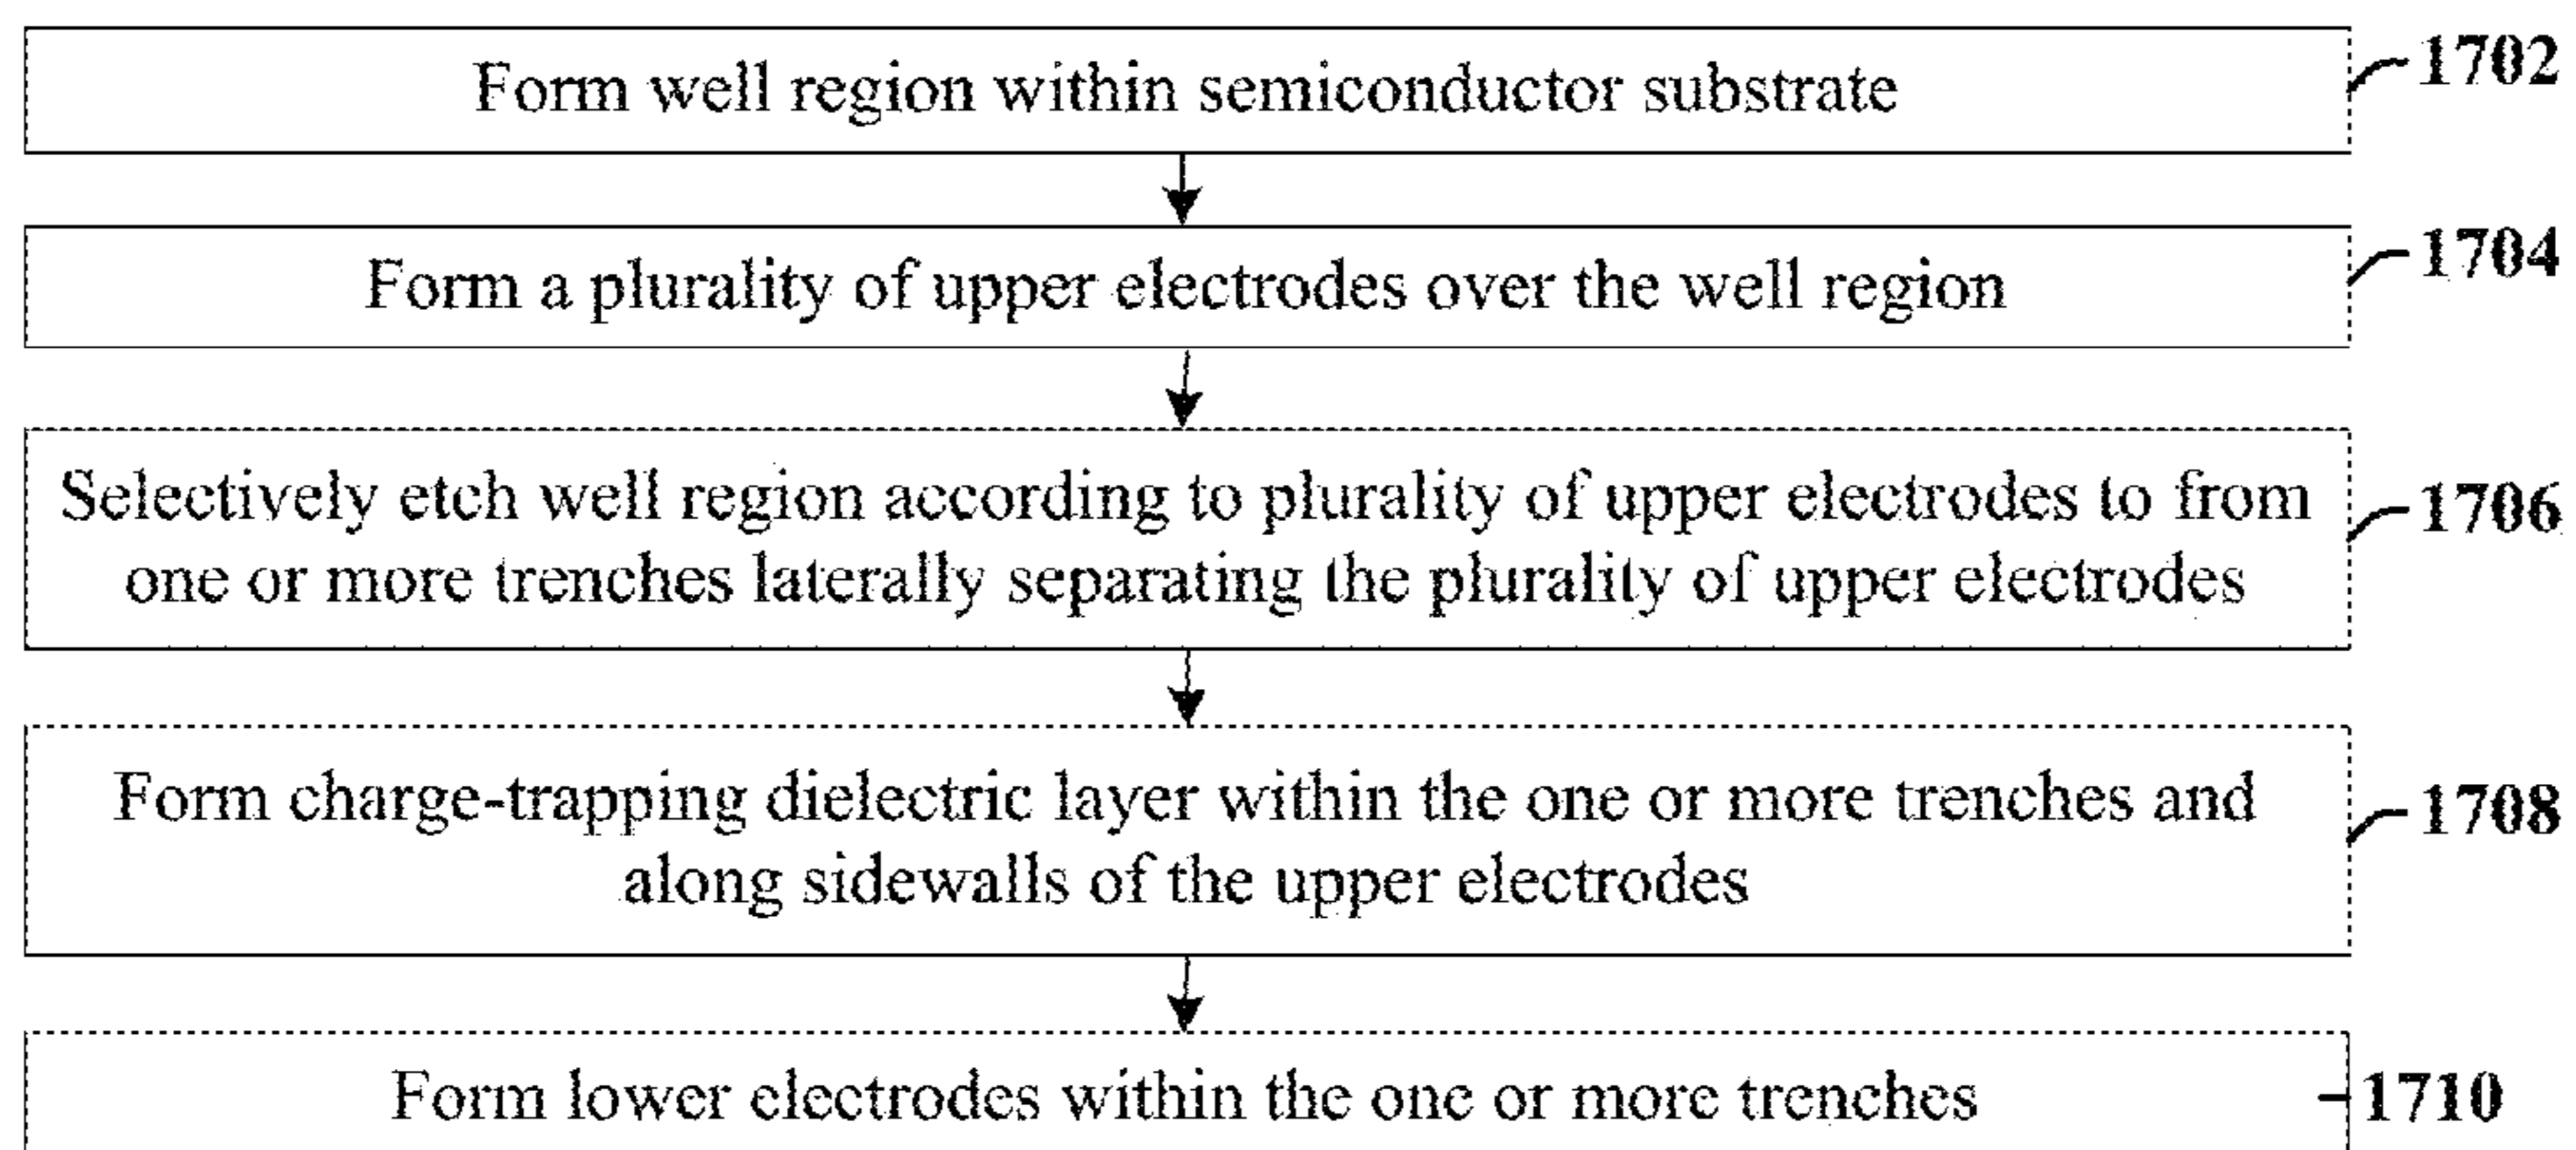 Form well region within semiconductor substrate
1702
Form a plurality of upper electrodes over the well region
1704
Selectively etch well region according to plurality of upper electrodes to from
one or more trenches laterally separating the plurality of upper electrodes
1706
Form charge-trapping dielectric layer within the one or more trenches and
along sidewalls of the upper electrodes
1708
Form lower electrodes within the one or more trenches
1710